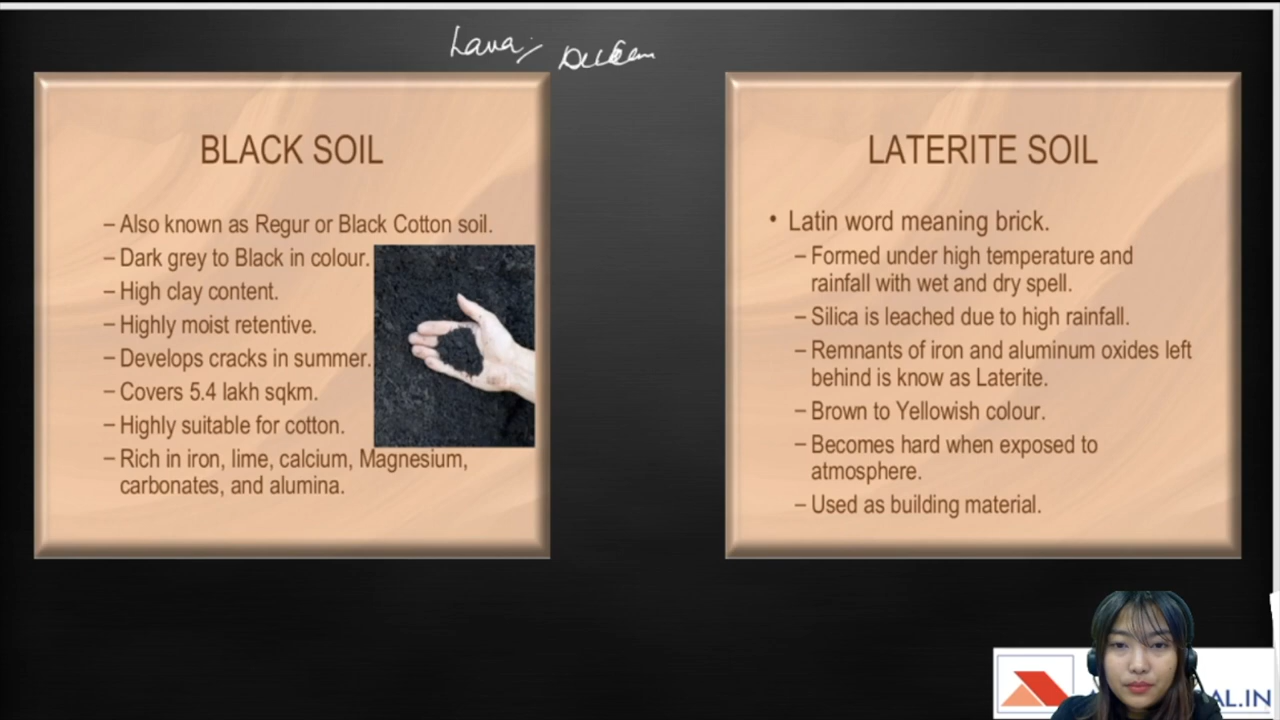 Lava;- Deccan
BLACK SOIL
– Also known as Regur or Black Cotton soil.
– Dark grey to Black in colour.
– High clay content.
– Highly moist retentive.
– Develops cracks in summer.
– Covers 5.4 lakh sqkm.
– Highly suitable for cotton.
– Rich in iron, lime, calcium, Magnesium,
carbonates, and alumina.
LATERITE SOIL
• Latin word meaning brick.
– Formed under high temperature and
rainfall with wet and dry spell.
– Silica is leached due to high rainfall.
– Remnants of iron and aluminum oxides left
behind is know as Laterite.
– Brown to Yellowish colour.
– Becomes hard when exposed to
atmosphere.
– Used as building material.
AL.IN